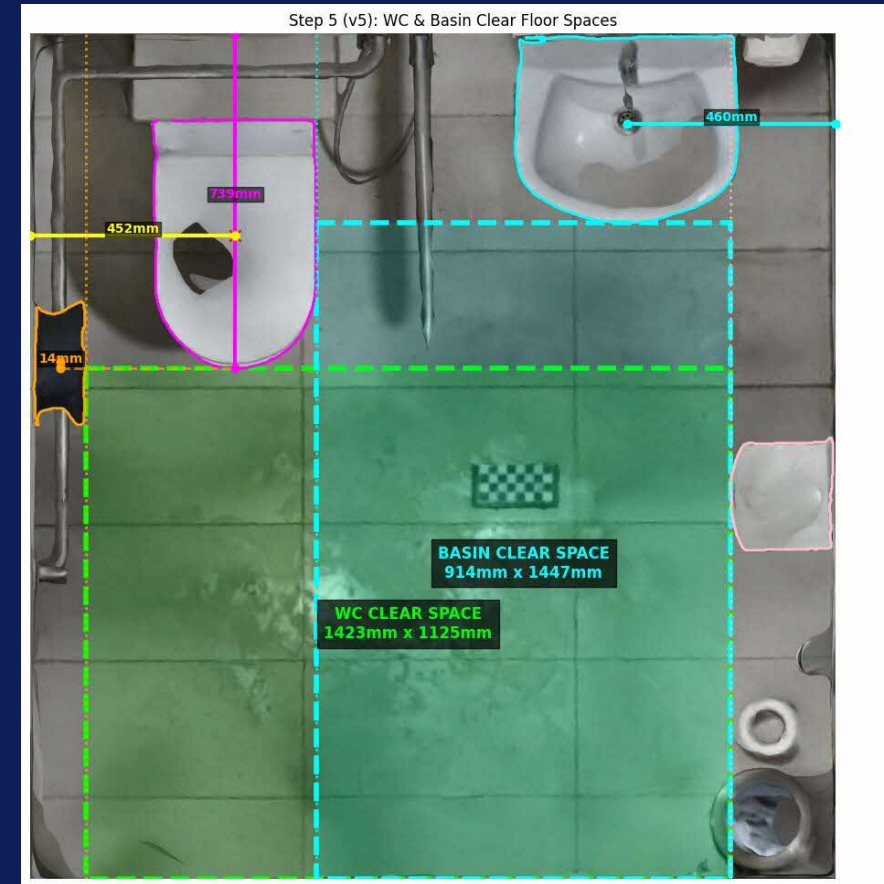 Step 5 (v5): WC & Basin Clear Floor Spaces
460mm
739mm
452mm
14mm
BASIN CLEAR SPACE
914mm x 1447mm
WC CLEAR SPACE
1423mm x 1125mm